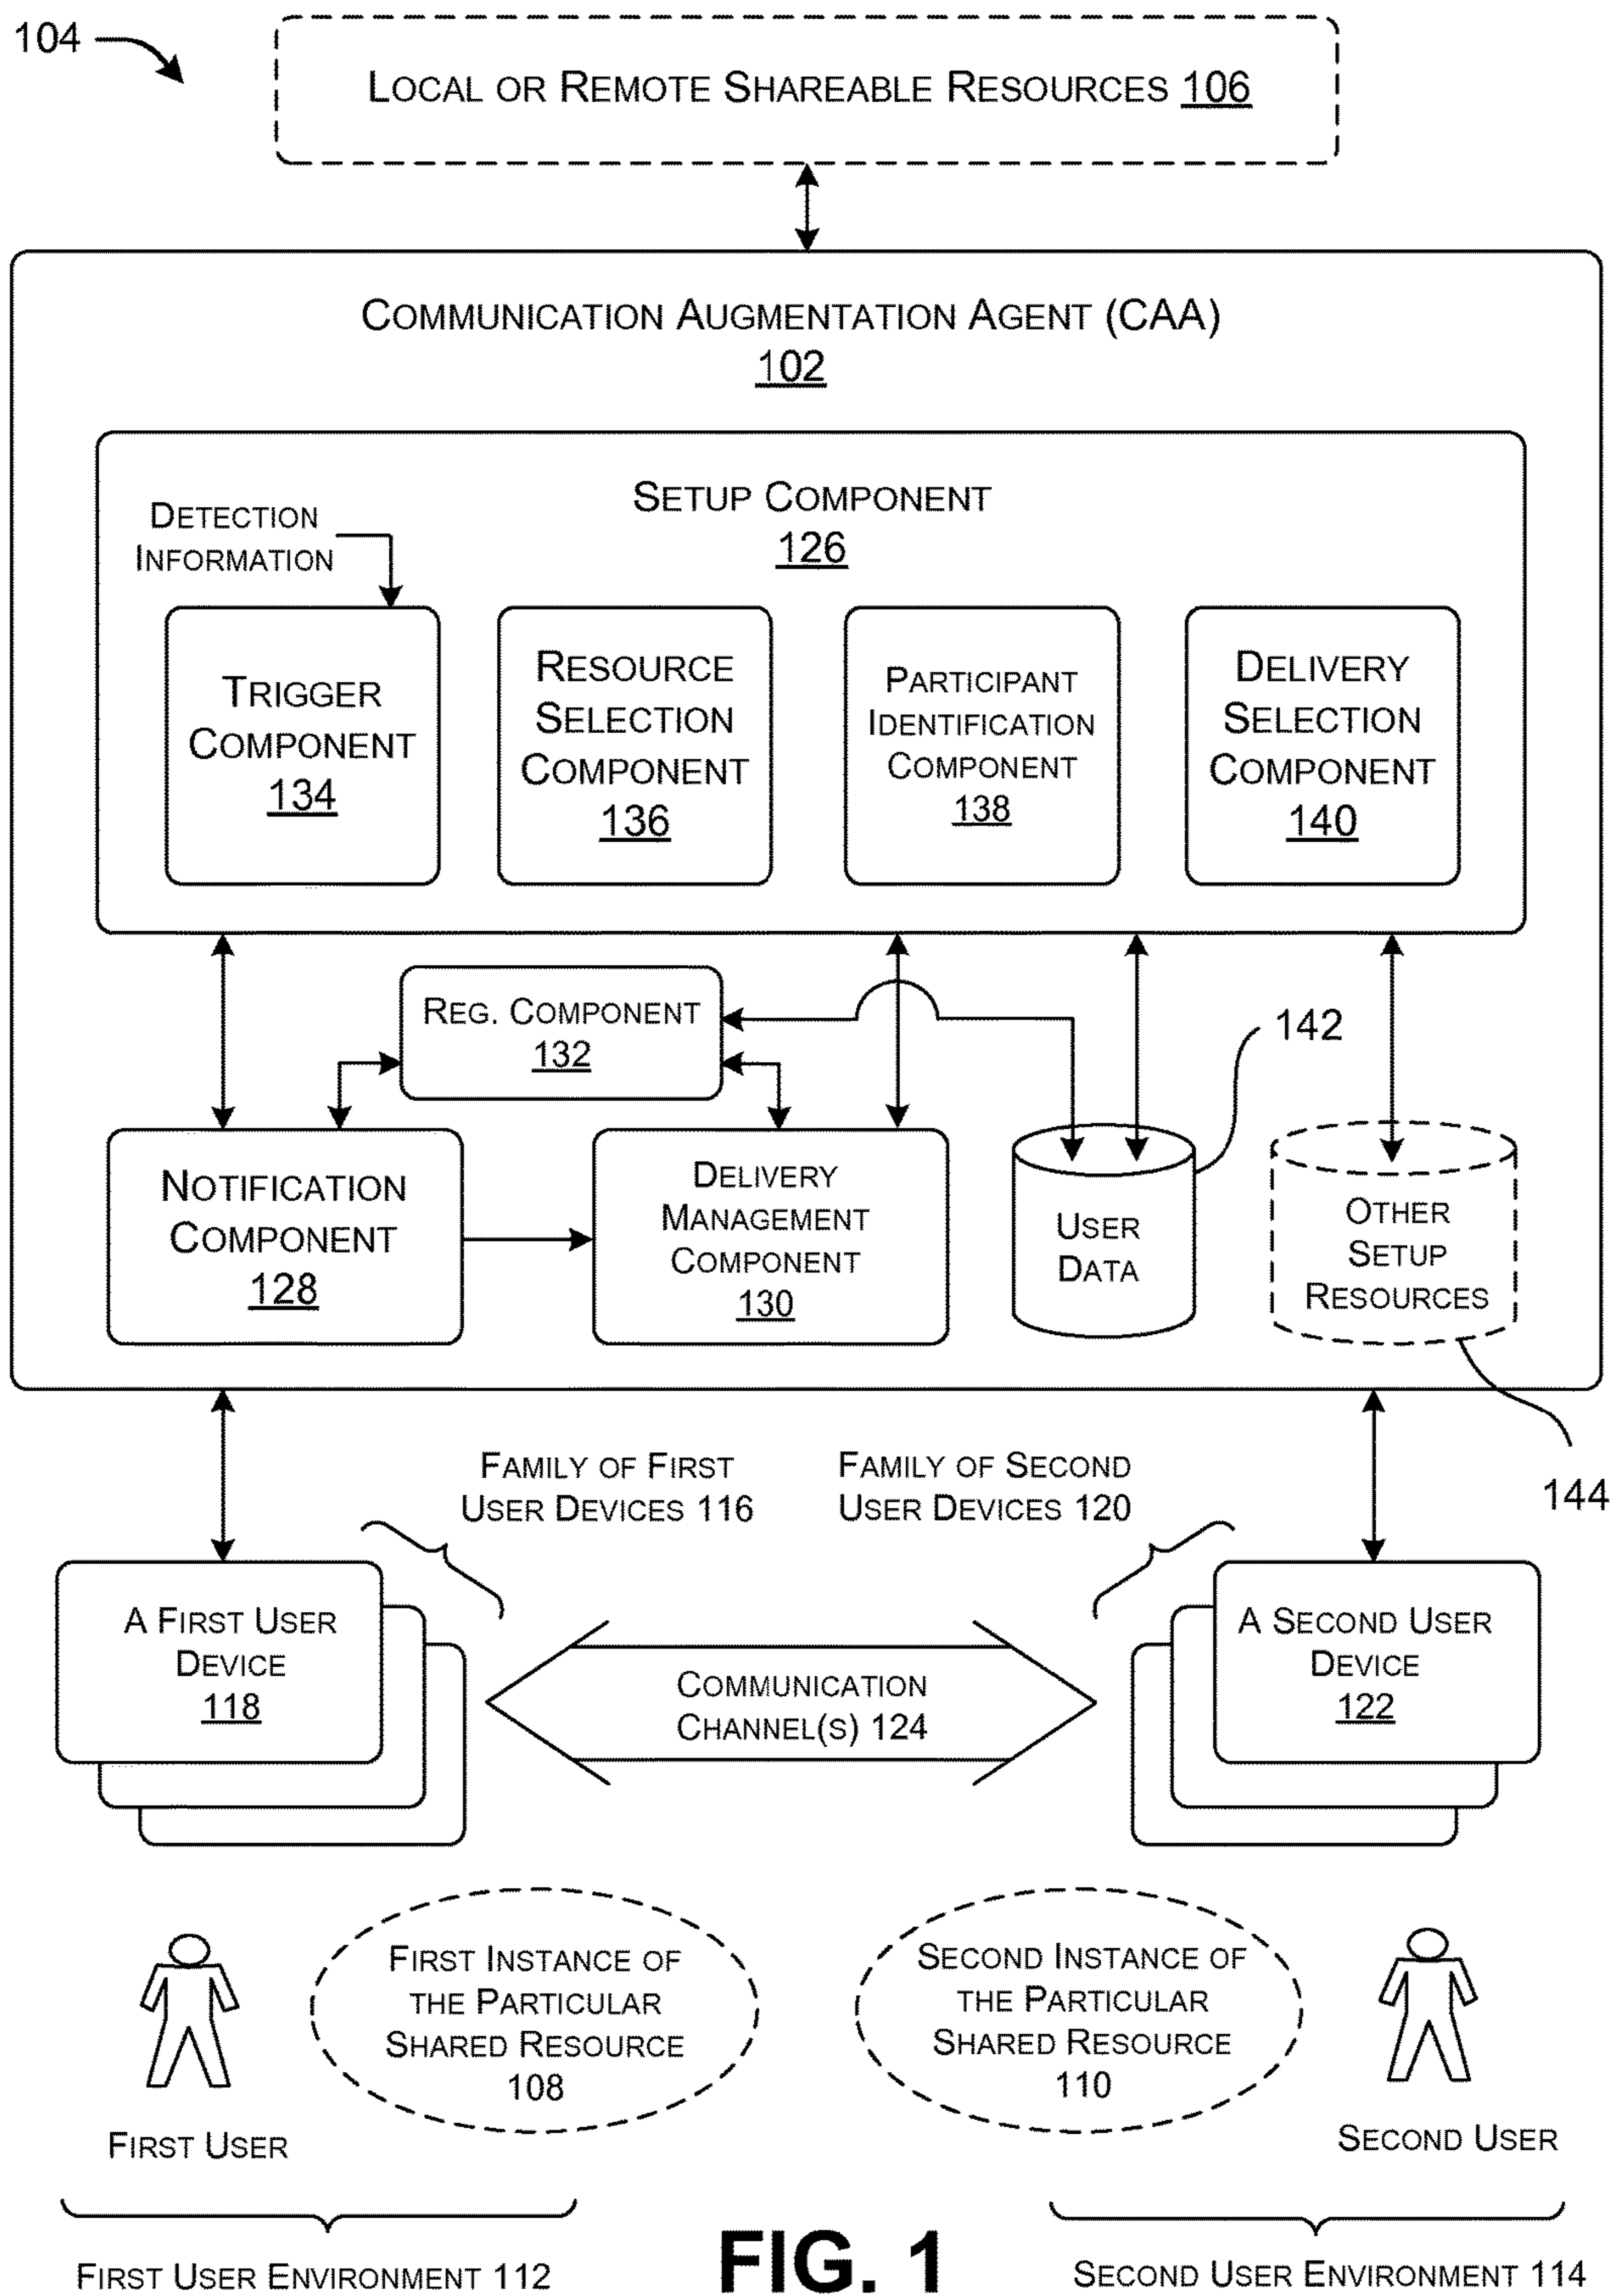 104
LOCAL OR REMOTE SHAREABLE RESOURCES 106
COMMUNICATION AUGMENTATION AGENT (CAA)
102
SETUP COMPONENT
126
DETECTION
INFORMATION
TRIGGER
COMPONENT
134
RESOURCE
SELECTION
COMPONENT
136
PARTICIPANT
IDENTIFICATION
COMPONENT
138
DELIVERY
SELECTION
COMPONENT
140
REG. COMPONENT
132
142
NOTIFICATION
COMPONENT
128
DELIVERY
MANAGEMENT
COMPONENT
130
USER
DATA
OTHER
SETUP
RESOURCES
144
FAMILY OF FIRST
USER DEVICES 116
FAMILY OF SECOND
USER DEVICES 120
A FIRST USER
DEVICE
118
COMMUNICATION
CHANNEL(S) 124
A SECOND USER
DEVICE
122
FIRST INSTANCE OF
THE PARTICULAR
SHARED RESOURCE
108
SECOND INSTANCE OF
THE PARTICULAR
SHARED RESOURCE
110
FIRST USER
SECOND USER
FIRST USER ENVIRONMENT 112
FIG. 1
SECOND USER ENVIRONMENT 114